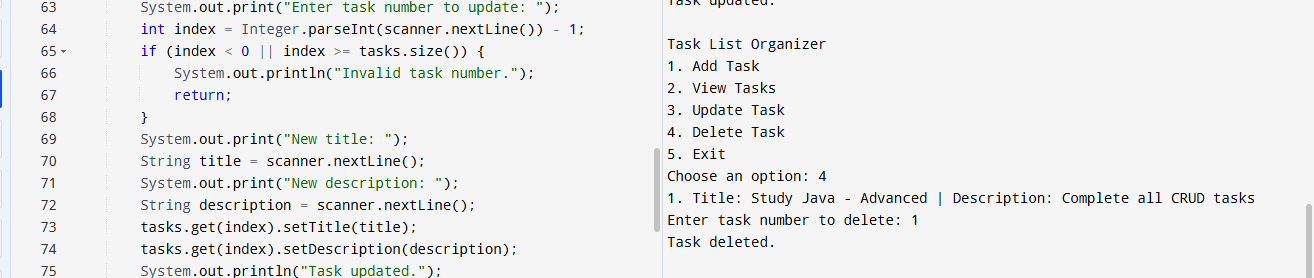 63 System.out.print("Enter task number to update: ");
64 int index = Integer.parseInt(scanner.nextLine()) - 1;
65 if (index < 0 || index >= tasks.size()) {
66 System.out.println("Invalid task number.");
67 return;
68 }
69 System.out.print("New title: ");
70 String title = scanner.nextLine();
71 System.out.print("New description: ");
72 String description = scanner.nextLine();
73 tasks.get(index).setTitle(title);
74 tasks.get(index).setDescription(description);
75 System.out.println("Task updated.");
Task updated.
Task List Organizer
1. Add Task
2. View Tasks
3. Update Task
4. Delete Task
5. Exit
Choose an option: 4
1. Title: Study Java - Advanced | Description: Complete all CRUD tasks
Enter task number to delete: 1
Task deleted.